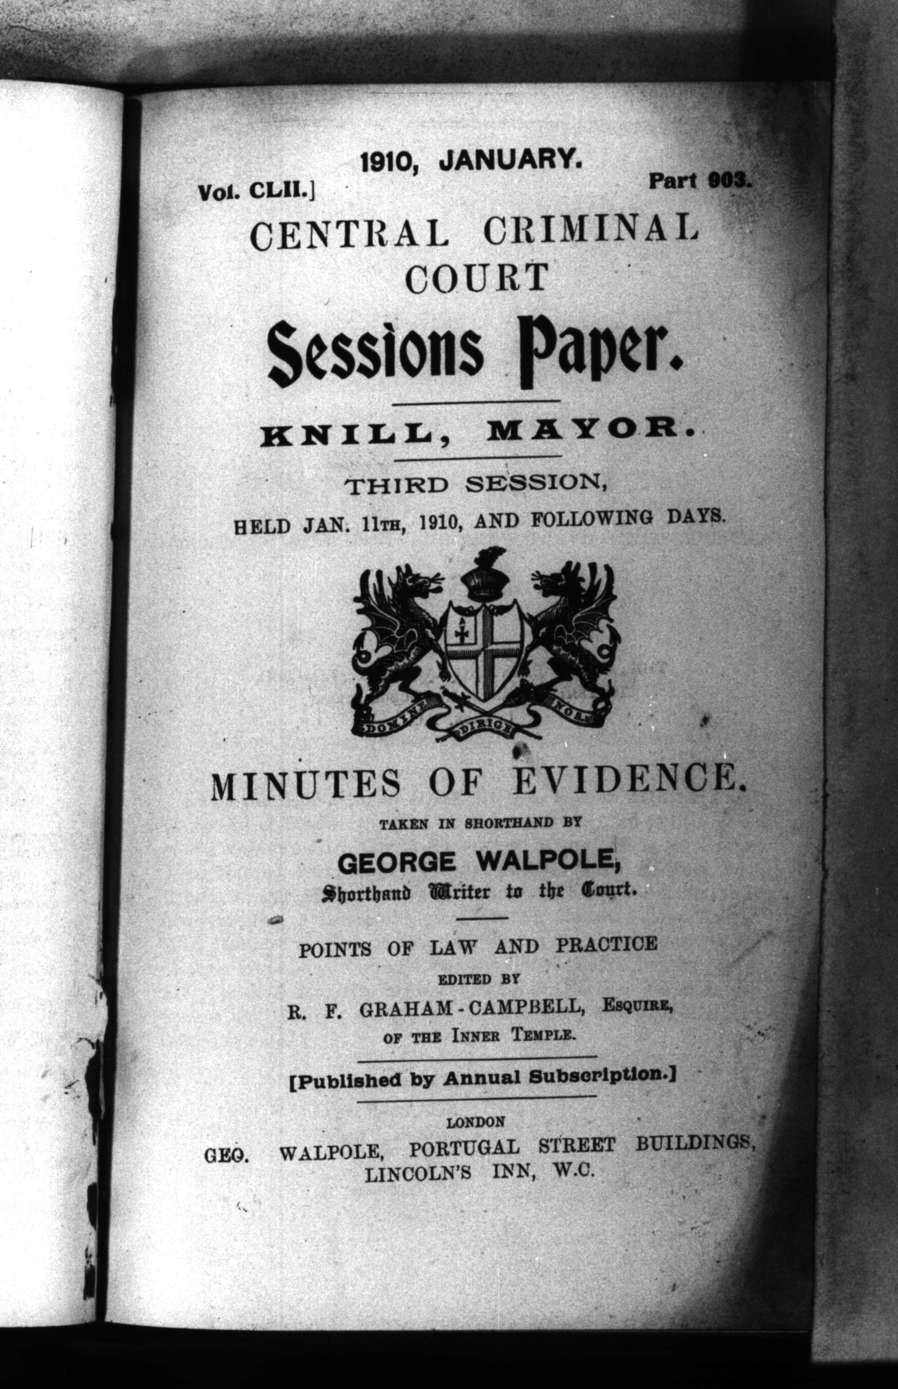 1910, JANUARY.
Vol. CLII.] Part 903.
CENTRAL CRIMINAL
COURT
Sessions Paper.
KNILL, MAYOR.
THIRD SESSION,
HELD JAN. 11TH, 1910, AND FOLLOWING DAYS.
DOMINE DIRIGE NOS
MINUTES OF EVIDENCE.
TAKEN IN SHORTHAND BY
GEORGE WALPOLE,
Shorthand Writer to the Court.
POINTS OF LAW AND PRACTICE
EDITED BY
R. F. GRAHAM-CAMPBELL, ESQUIRE,
OF THE INNER TEMPLE.
[Published by Annual Subscription.]
LONDON
GEO. WALPOLE, PORTUGAL STREET BUILDINGS,
LINCOLN'S INN, W.C.